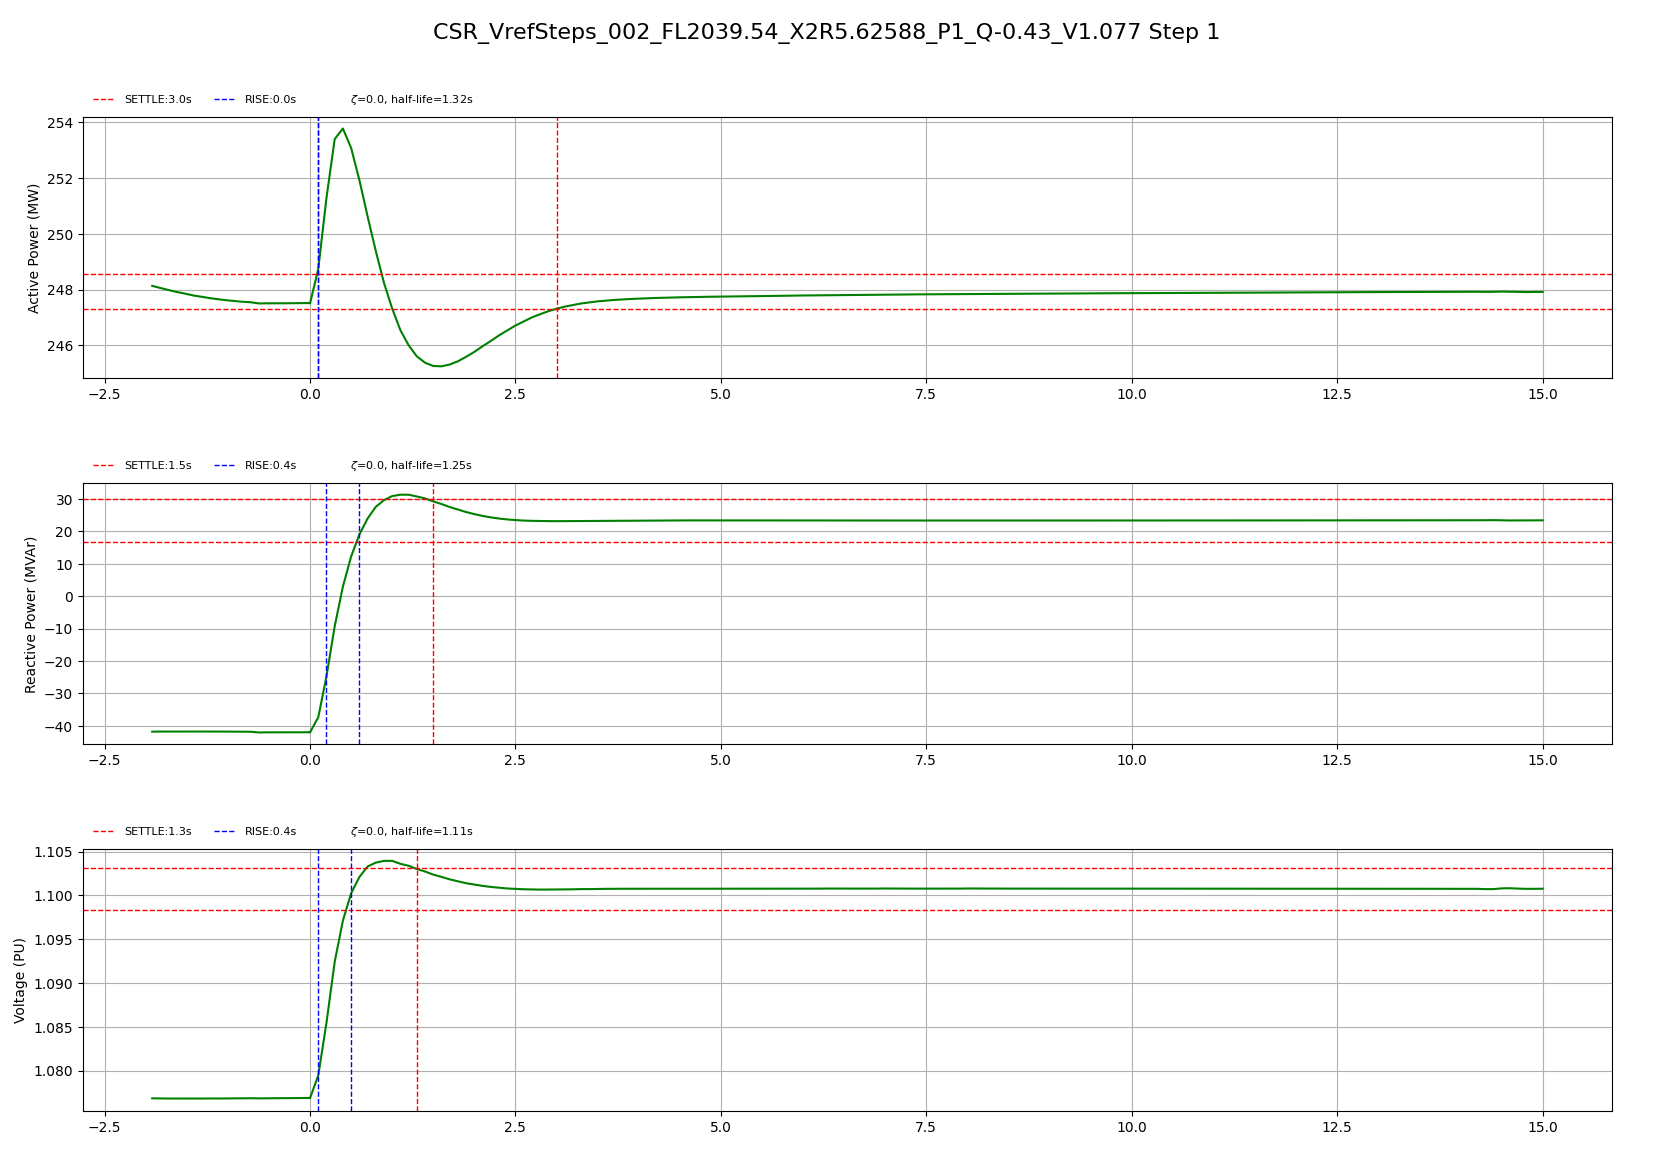 CSR_VrefSteps_002_FL2039.54_X2R5.62588_P1_Q-0.43_V1.077 Step 1
SETTLE:3.0s RISE:0.0s ζ=0.0, half-life=1.32s
Active Power (MW)
254
252
250
248
246
−2.5 0.0 2.5 5.0 7.5 10.0 12.5 15.0
SETTLE:1.5s RISE:0.4s ζ=0.0, half-life=1.25s
Reactive Power (MVAr)
30
20
10
0
−10
−20
−30
−40
−2.5 0.0 2.5 5.0 7.5 10.0 12.5 15.0
SETTLE:1.3s RISE:0.4s ζ=0.0, half-life=1.11s
Voltage (PU)
1.105
1.100
1.095
1.090
1.085
1.080
−2.5 0.0 2.5 5.0 7.5 10.0 12.5 15.0